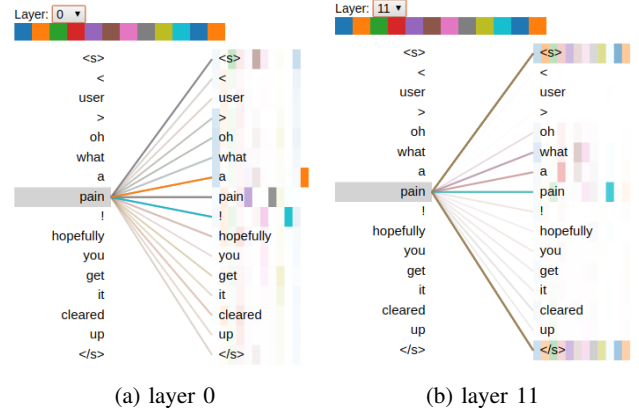 Layer: 0
<s> <s>
< <
user user
> >
oh oh
what what
a a
pain pain
! !
hopefully hopefully
you you
get get
it it
cleared cleared
up up
</s> </s>
(a) layer 0
Layer: 11
<s> <s>
< <
user user
> >
oh oh
what what
a a
pain pain
! !
hopefully hopefully
you you
get get
it it
cleared cleared
up up
</s> </s>
(b) layer 11